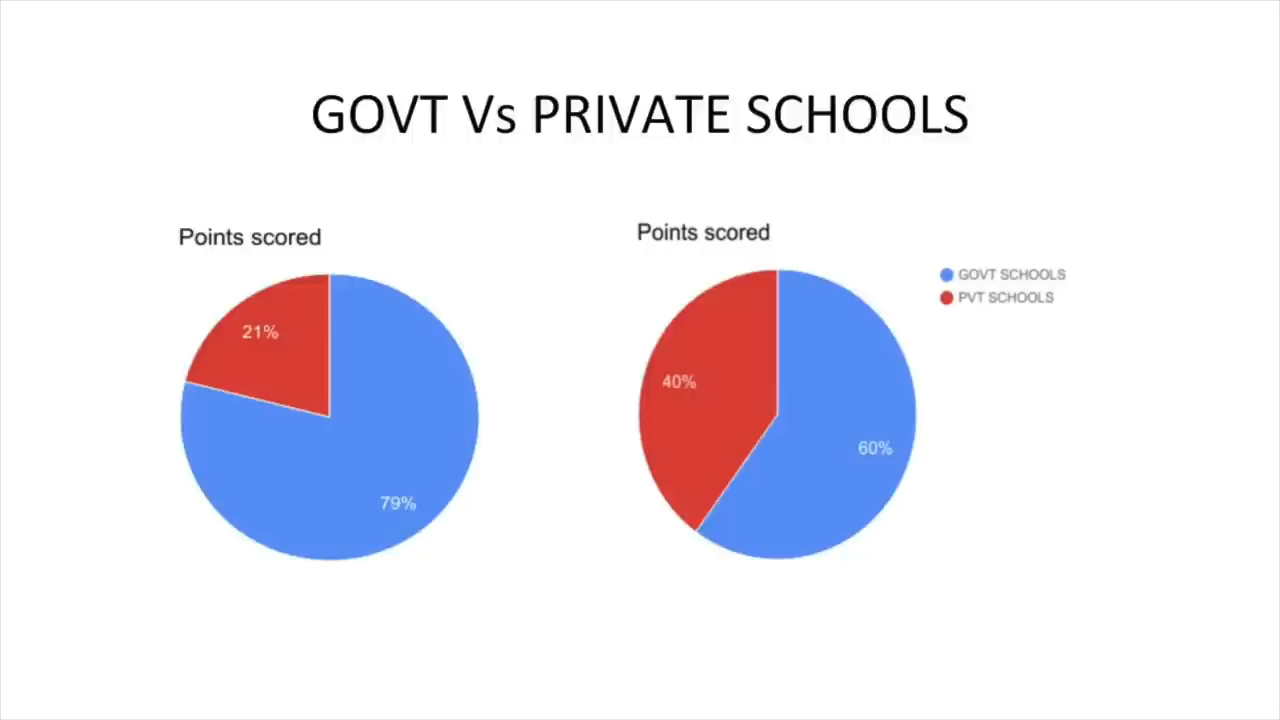 GOVT Vs PRIVATE SCHOOLS
Points scored
21%
79%
Points scored
40%
60%
GOVT SCHOOLS
PVT SCHOOLS